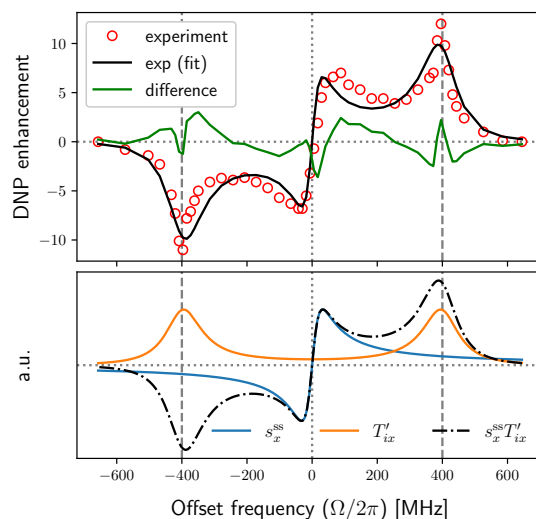 experiment
exp (fit)
difference
DNP enhancement
10
5
0
−5
−10
a.u.
s_x^ss
T'_ix
s_x^ss T'_ix
−600
−400
−200
0
200
400
600
Offset frequency (Ω/2π) [MHz]